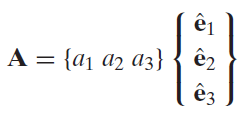 A = {a₁ a₂ a₃} { ê₁
ê₂
ê₃ }